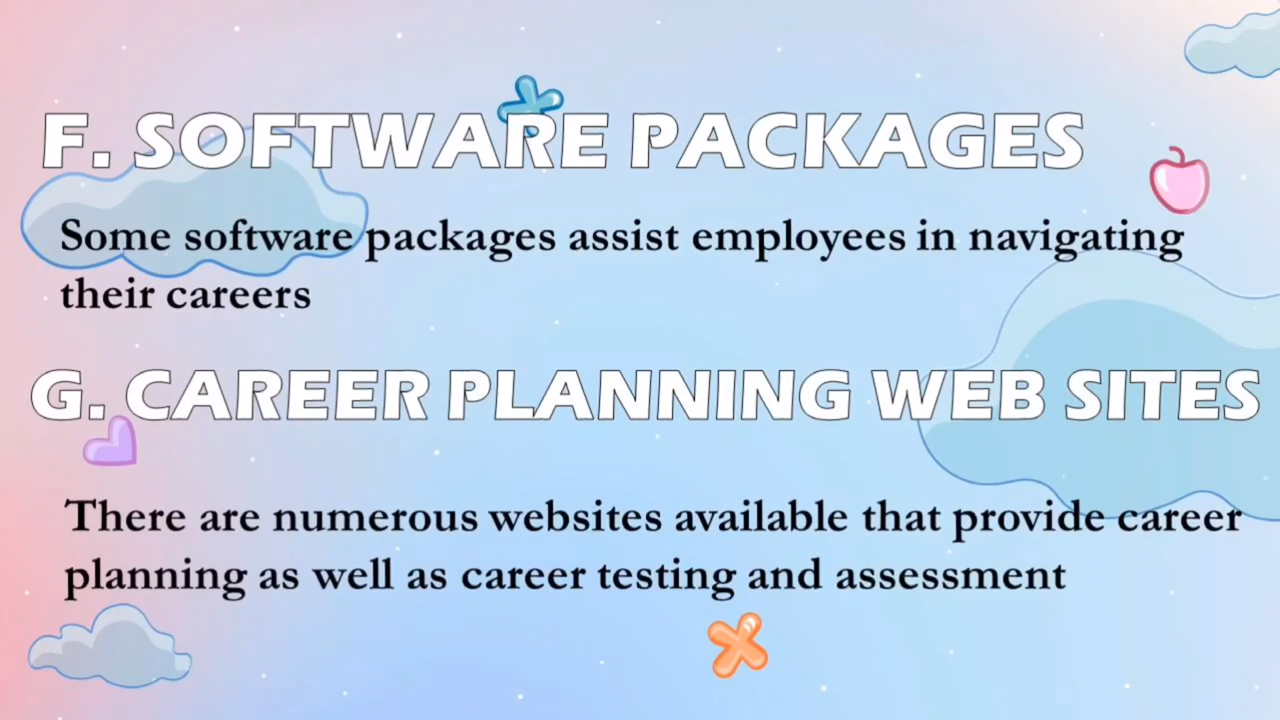 F. SOFTWARE PACKAGES
Some software packages assist employees in navigating
their careers
G. CAREER PLANNING WEB SITES
There are numerous websites available that provide career
planning as well as career testing and assessment